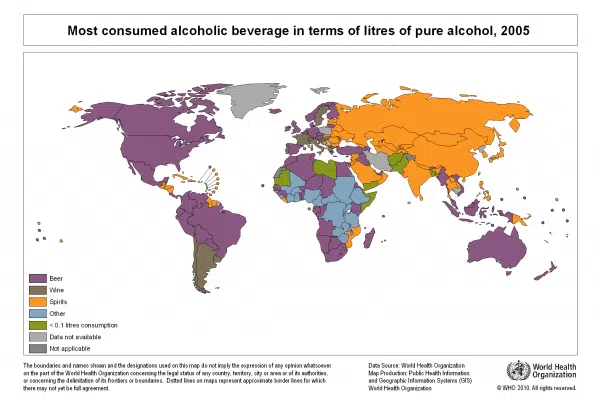 Most consumed alcoholic beverage in terms of litres of pure alcohol, 2005
Beer
Wine
Spirits
Other
< 0.1 litres consumption
Data not available
Not applicable
The boundaries and names shown and the designations used on this map do not imply the expression of any opinion whatsoever
on the part of the World Health Organization concerning the legal status of any country, territory, city or area or of its authorities,
or concerning the delimitation of its frontiers or boundaries.  Dotted lines on maps represent approximate border lines for which
there may not yet be full agreement.
Data Source: World Health Organization
Map Production: Public Health Information
and Geographic Information Systems (GIS)
World Health Organization
World Health
Organization
© WHO 2010. All rights reserved.